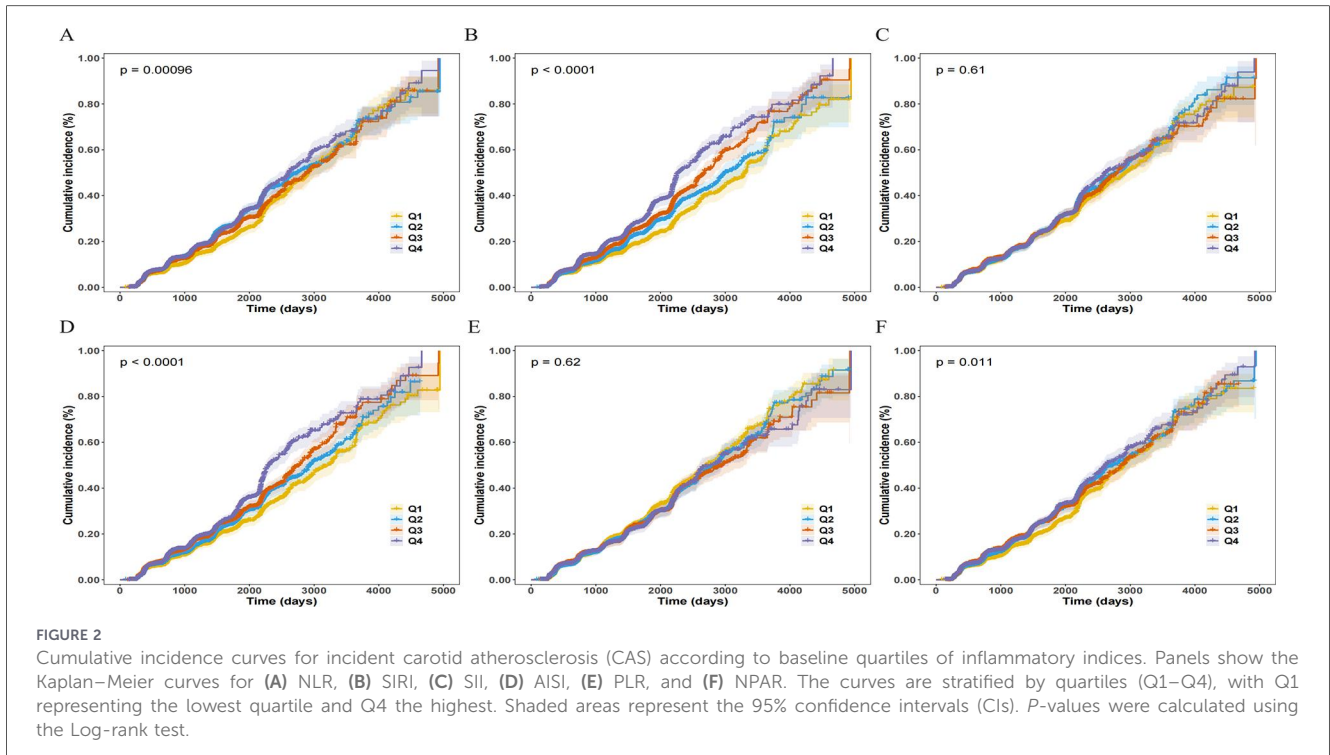 A
p = 0.00096
Cumulative incidence (%)
1.00
0.80
0.60
0.40
0.20
0.00
Q1
Q2
Q3
Q4
0 1000 2000 3000 4000 5000
Time (days)
B
p < 0.0001
Cumulative incidence (%)
1.00
0.80
0.60
0.40
0.20
0.00
Q1
Q2
Q3
Q4
0 1000 2000 3000 4000 5000
Time (days)
C
p = 0.61
Cumulative incidence (%)
1.00
0.80
0.60
0.40
0.20
0.00
Q1
Q2
Q3
Q4
0 1000 2000 3000 4000 5000
Time (days)
D
p < 0.0001
Cumulative incidence (%)
1.00
0.80
0.60
0.40
0.20
0.00
Q1
Q2
Q3
Q4
0 1000 2000 3000 4000 5000
Time (days)
E
p = 0.62
Cumulative incidence (%)
1.00
0.80
0.60
0.40
0.20
0.00
Q1
Q2
Q3
Q4
0 1000 2000 3000 4000 5000
Time (days)
F
p = 0.011
Cumulative incidence (%)
1.00
0.80
0.60
0.40
0.20
0.00
Q1
Q2
Q3
Q4
0 1000 2000 3000 4000 5000
Time (days)
FIGURE 2
Cumulative incidence curves for incident carotid atherosclerosis (CAS) according to baseline quartiles of inflammatory indices. Panels show the
Kaplan–Meier curves for (A) NLR, (B) SIRI, (C) SII, (D) AISI, (E) PLR, and (F) NPAR. The curves are stratified by quartiles (Q1–Q4), with Q1
representing the lowest quartile and Q4 the highest. Shaded areas represent the 95% confidence intervals (CIs). P-values were calculated using
the Log-rank test.